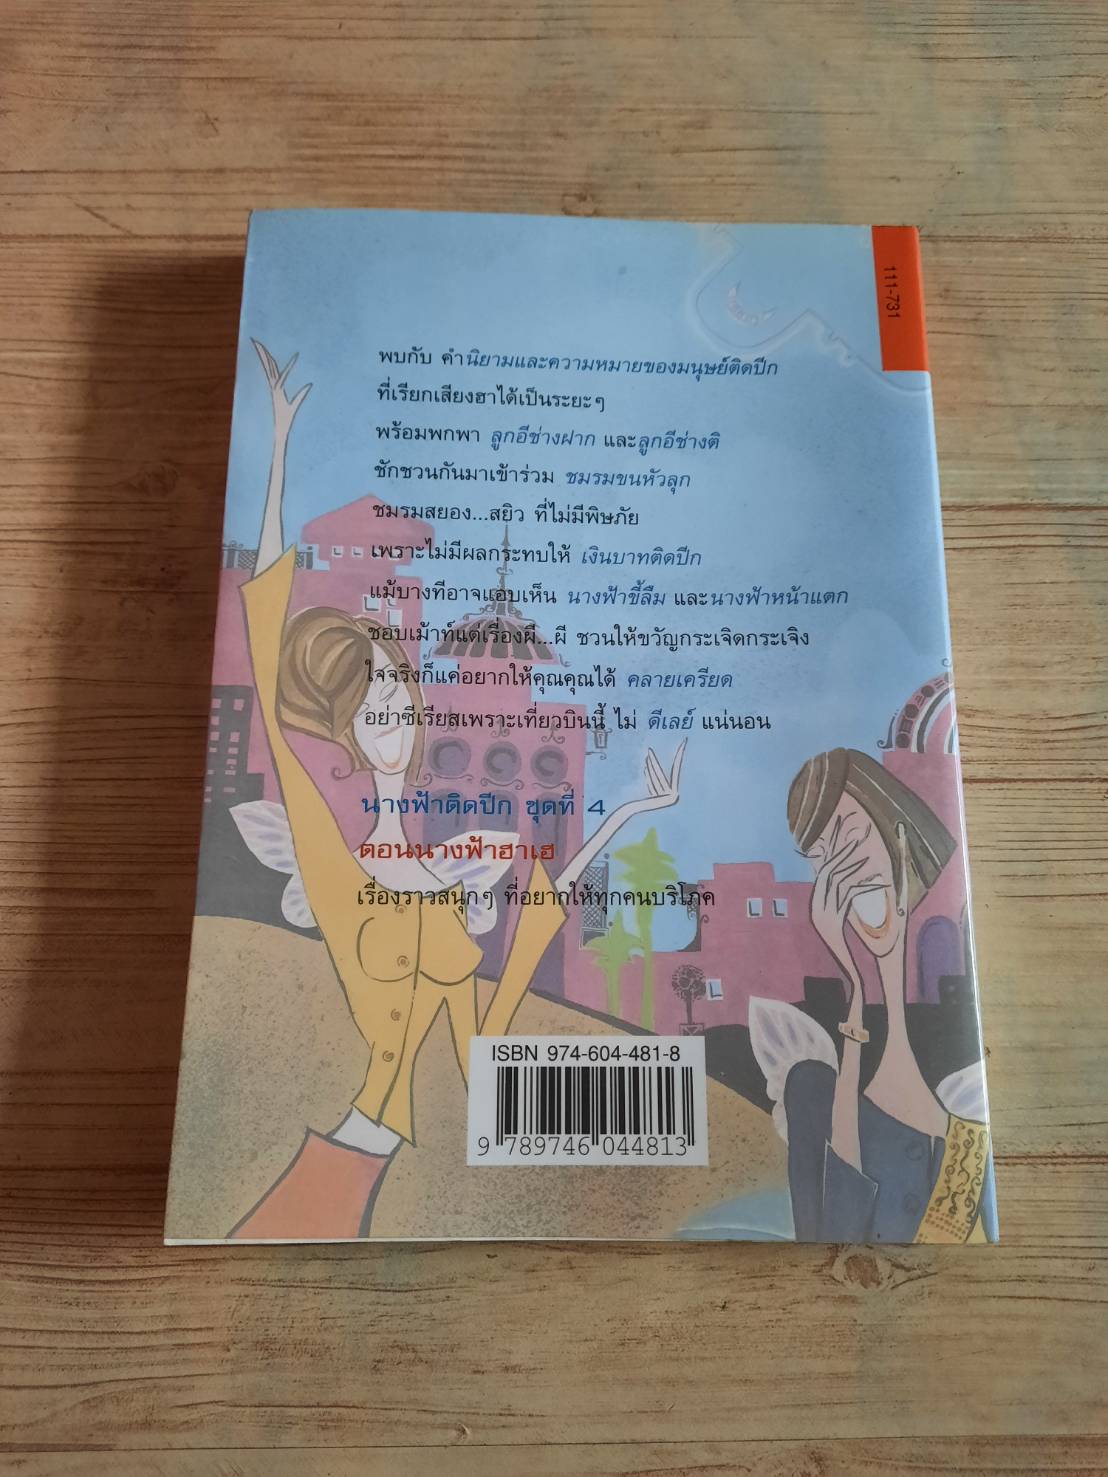 111-731
พบกับ คำนิยามและความหมายของมนุษย์ติดปีก
ที่เรียกเสียงฮาได้เป็นระยะๆ
พร้อมพกพา ลูกอีช่างฝาก และลูกอีช่างติ
ชักชวนกันมาเข้าร่วม ชมรมขนหัวลุก
ชมรมสยอง...สยิว ที่ไม่มีพิษภัย
เพราะไม่มีผลกระทบให้ เงินบาทติดปีก
แม้บางทีอาจแอบเห็น นางฟ้าขี้ลืม และนางฟ้าหน้าแตก
ชอบเม้าท์แต่เรื่องผี...ผี ชวนให้ขวัญกระเจิดกระเจิง
ใจจริงก็แค่อยากให้คุณคุณได้ คลายเครียด
อย่าซีเรียสเพราะเที่ยวบินนี้ ไม่ ดีเลย์ แน่นอน
นางฟ้าติดปีก ชุดที่ 4
ตอนนางฟ้าฮาเฮ
เรื่องราวสนุกๆ ที่อยากให้ทุกคนบริโภค
ISBN 974-604-481-8
9 789746 044813